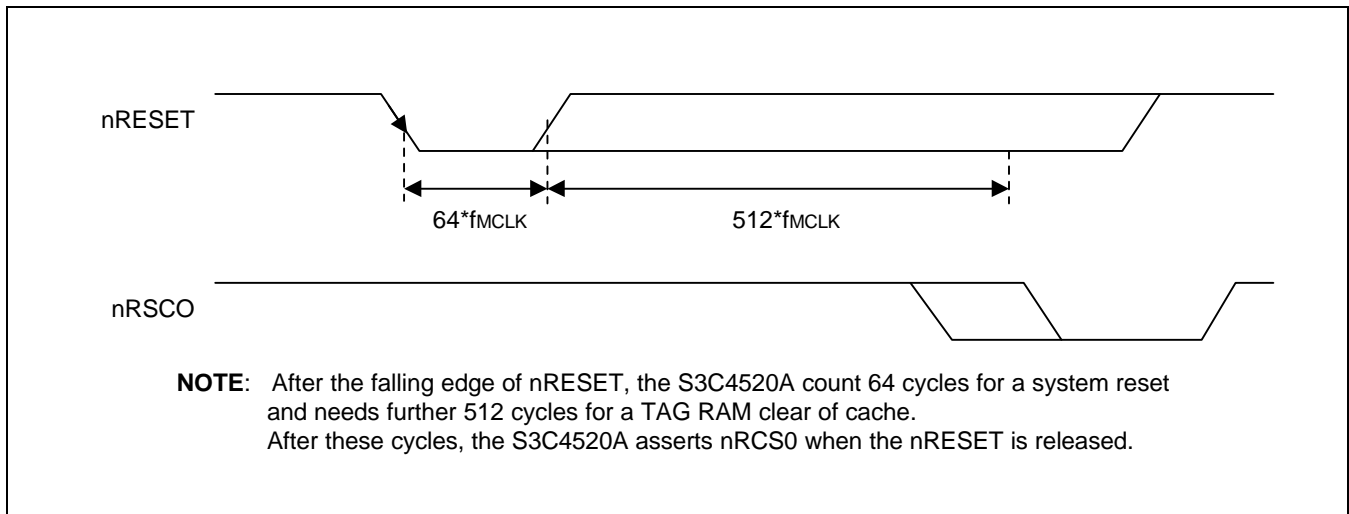 nRESET
64*fMCLK
512*fMCLK
nRSCO
NOTE: After the falling edge of nRESET, the S3C4520A count 64 cycles for a system reset
and needs further 512 cycles for a TAG RAM clear of cache.
After these cycles, the S3C4520A asserts nRCS0 when the nRESET is released.